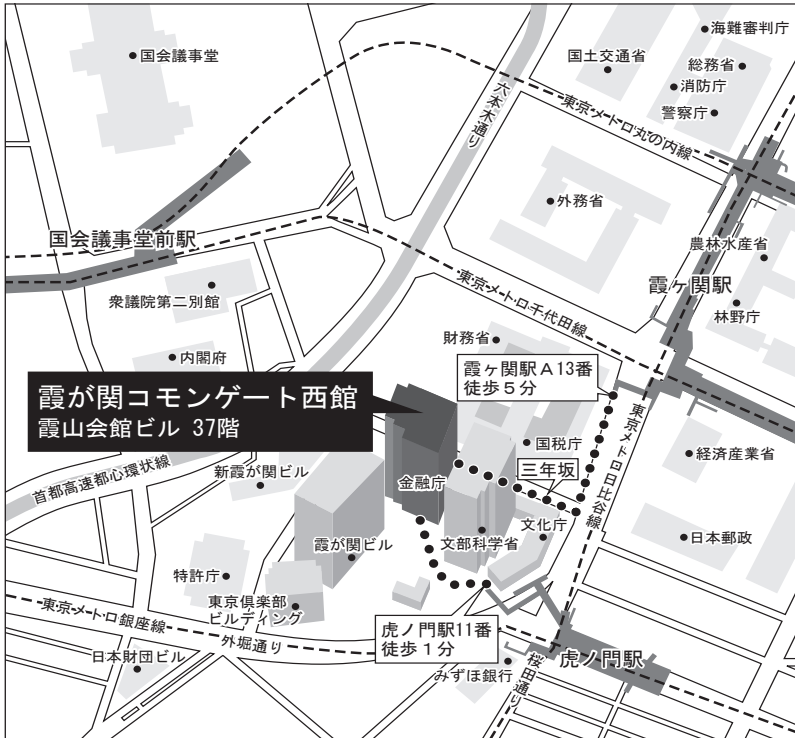 海難審判庁
国会議事堂
国土交通省
総務省
消防庁
警察庁
六本木通り
東京メトロ丸の内線
外務省
国会議事堂前駅
農林水産省
霞ヶ関駅
東京メトロ千代田線
衆議院第二別館
林野庁
財務省
内閣府
霞ヶ関駅A13番
徒歩5分
霞が関コモンゲート西館
霞山会館ビル 37階
東京メトロ日比谷線
国税庁
経済産業省
三年坂
首都高速都心環状線
新霞が関ビル
金融庁
文化庁
霞が関ビル
文部科学省
日本郵政
特許庁
東京メトロ銀座線
東京倶楽部
ビルディング
外堀通り
虎ノ門駅11番
徒歩1分
日本財団ビル
虎ノ門駅
みずほ銀行
桜田通り